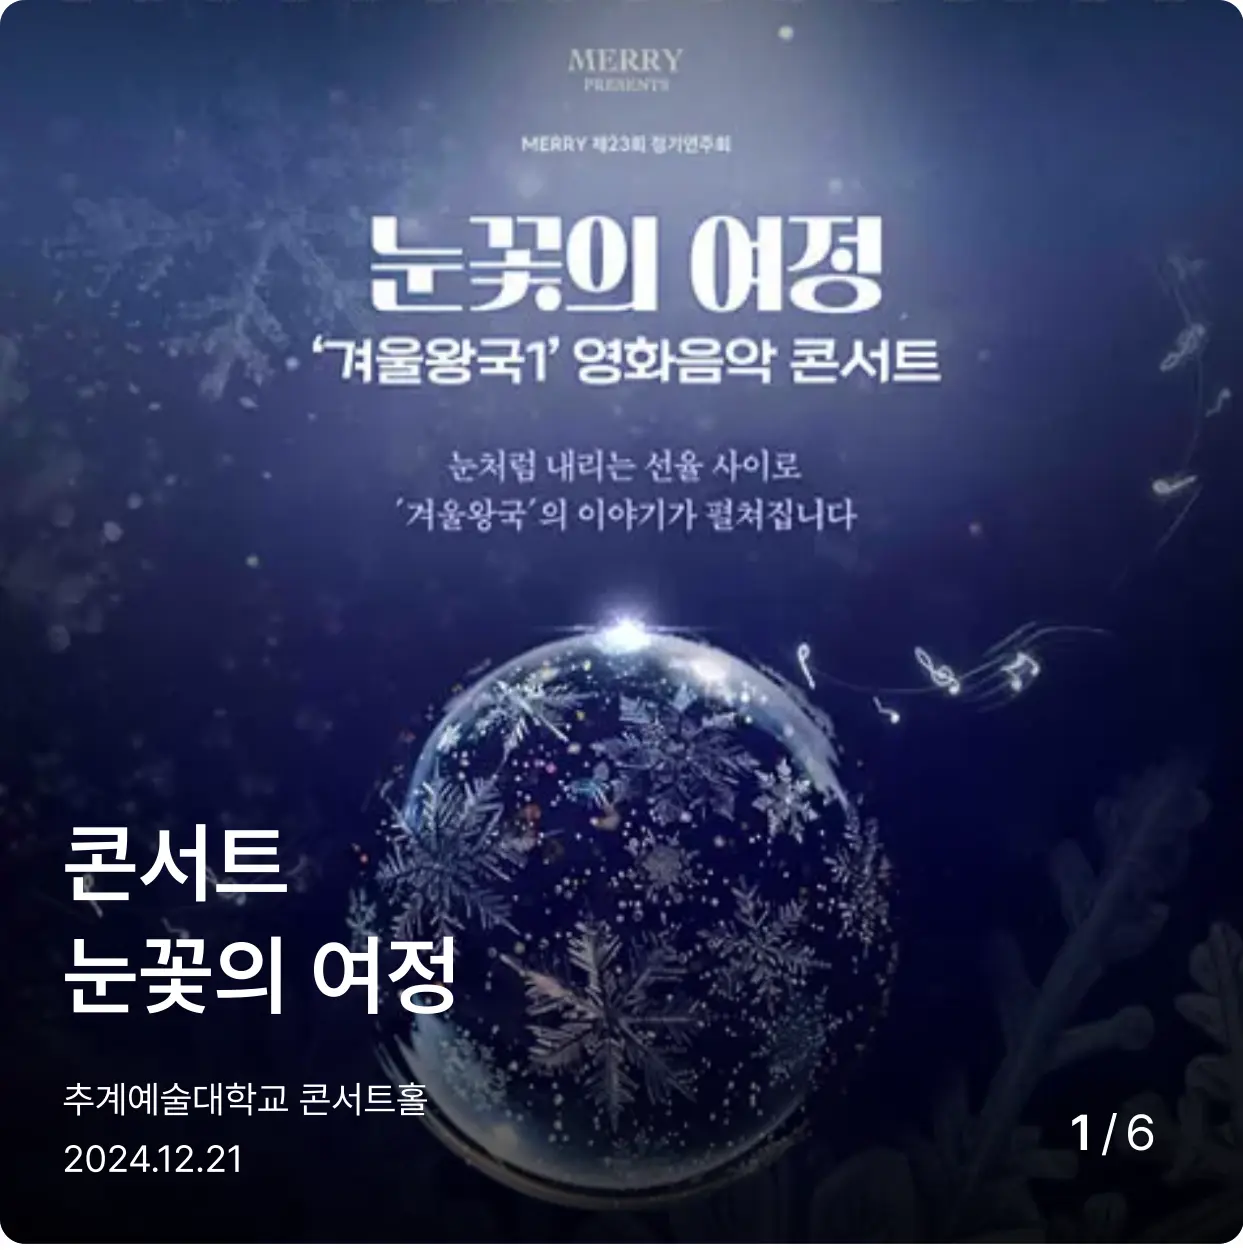 MERRY
PRESENTS
MERRY 제23회 정기연주회
눈꽃의 여정
‘겨울왕국1’ 영화음악 콘서트
눈처럼 내리는 선율 사이로
'겨울왕국'의 이야기가 펼쳐집니다
콘서트
눈꽃의 여정
추계예술대학교 콘서트홀
2024.12.21
1/6